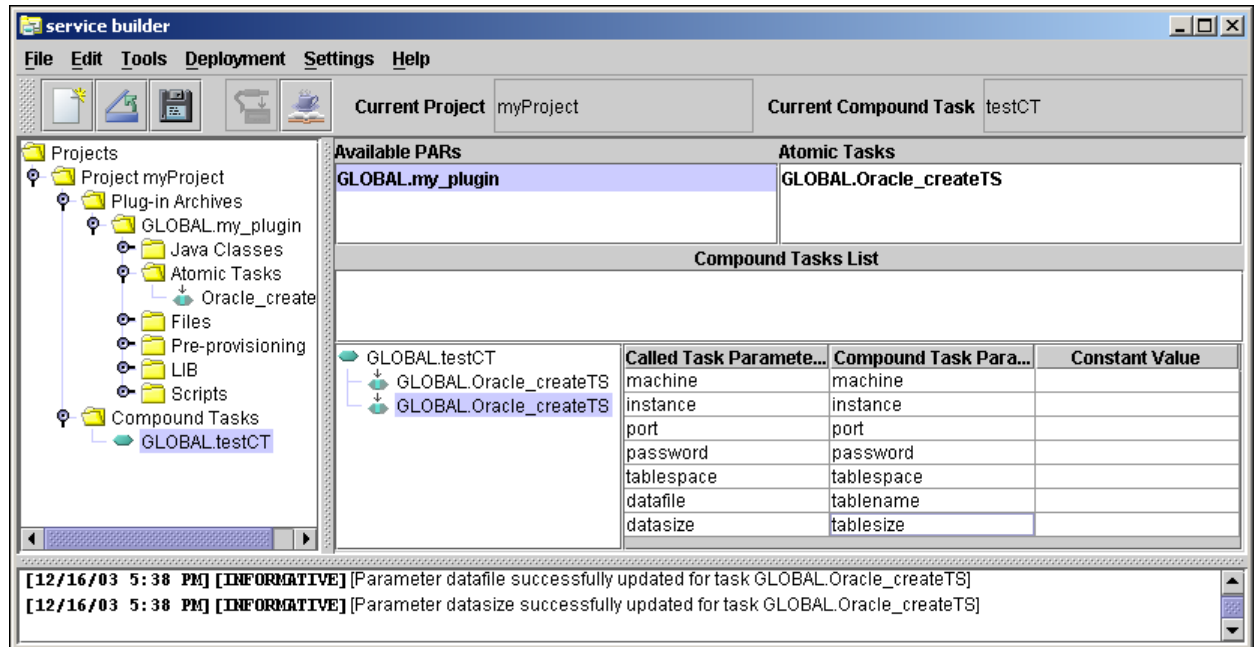 service builder
File Edit Tools Deployment Settings Help
Current Project myProject Current Compound Task testCT
Projects
Project myProject
Plug-in Archives
GLOBAL.my_plugin
Java Classes
Atomic Tasks
Oracle_create
Files
Pre-provisioning
LIB
Scripts
Compound Tasks
GLOBAL.testCT
Available PARs Atomic Tasks
GLOBAL.my_plugin GLOBAL.Oracle_createTS
Compound Tasks List
GLOBAL.testCT
GLOBAL.Oracle_createTS
GLOBAL.Oracle_createTS
Called Task Paramete... Compound Task Para... Constant Value
machine machine
instance instance
port port
password password
tablespace tablespace
datafile tablename
datasize tablesize
[12/16/03 5:38 PM] [INFORMATIVE] [Parameter datafile successfully updated for task GLOBAL.Oracle_createTS]
[12/16/03 5:38 PM] [INFORMATIVE] [Parameter datasize successfully updated for task GLOBAL.Oracle_createTS]